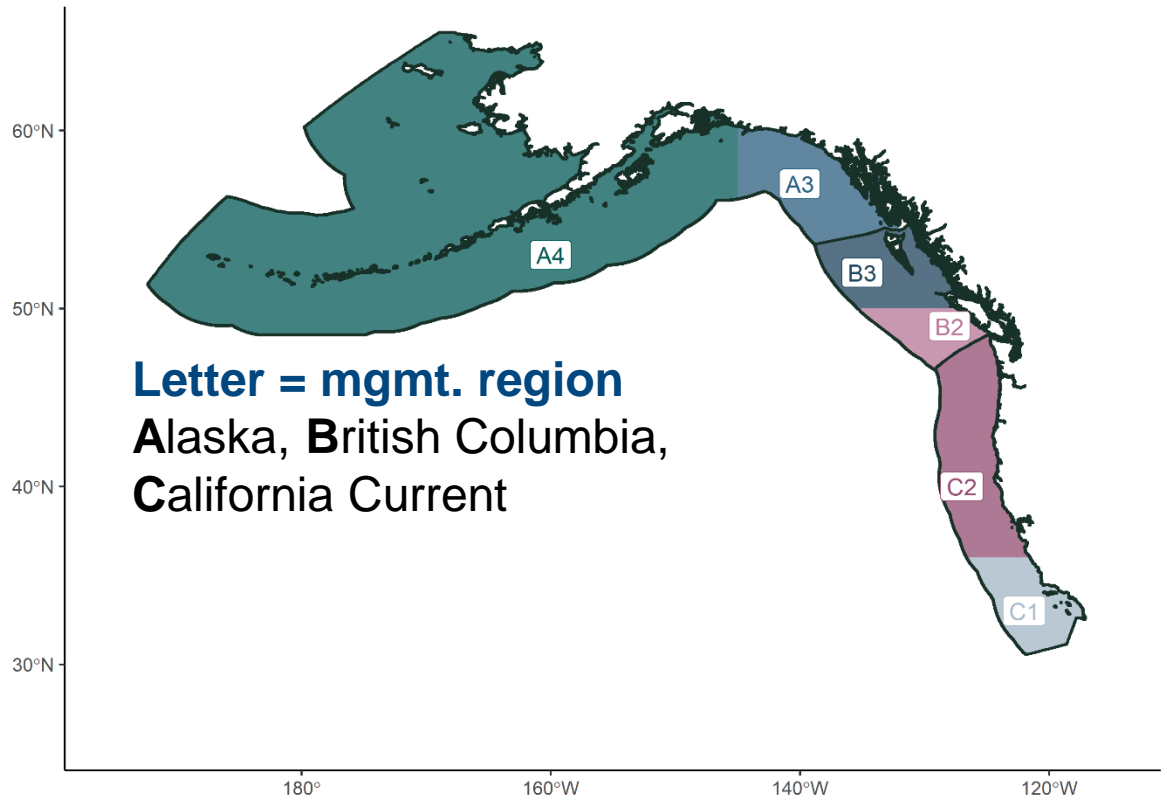 60°N
A3
A4
B3
50°N
B2
Letter = mgmt. region
Alaska, British Columbia,
California Current
40°N
C2
C1
30°N
180°
160°W
140°W
120°W